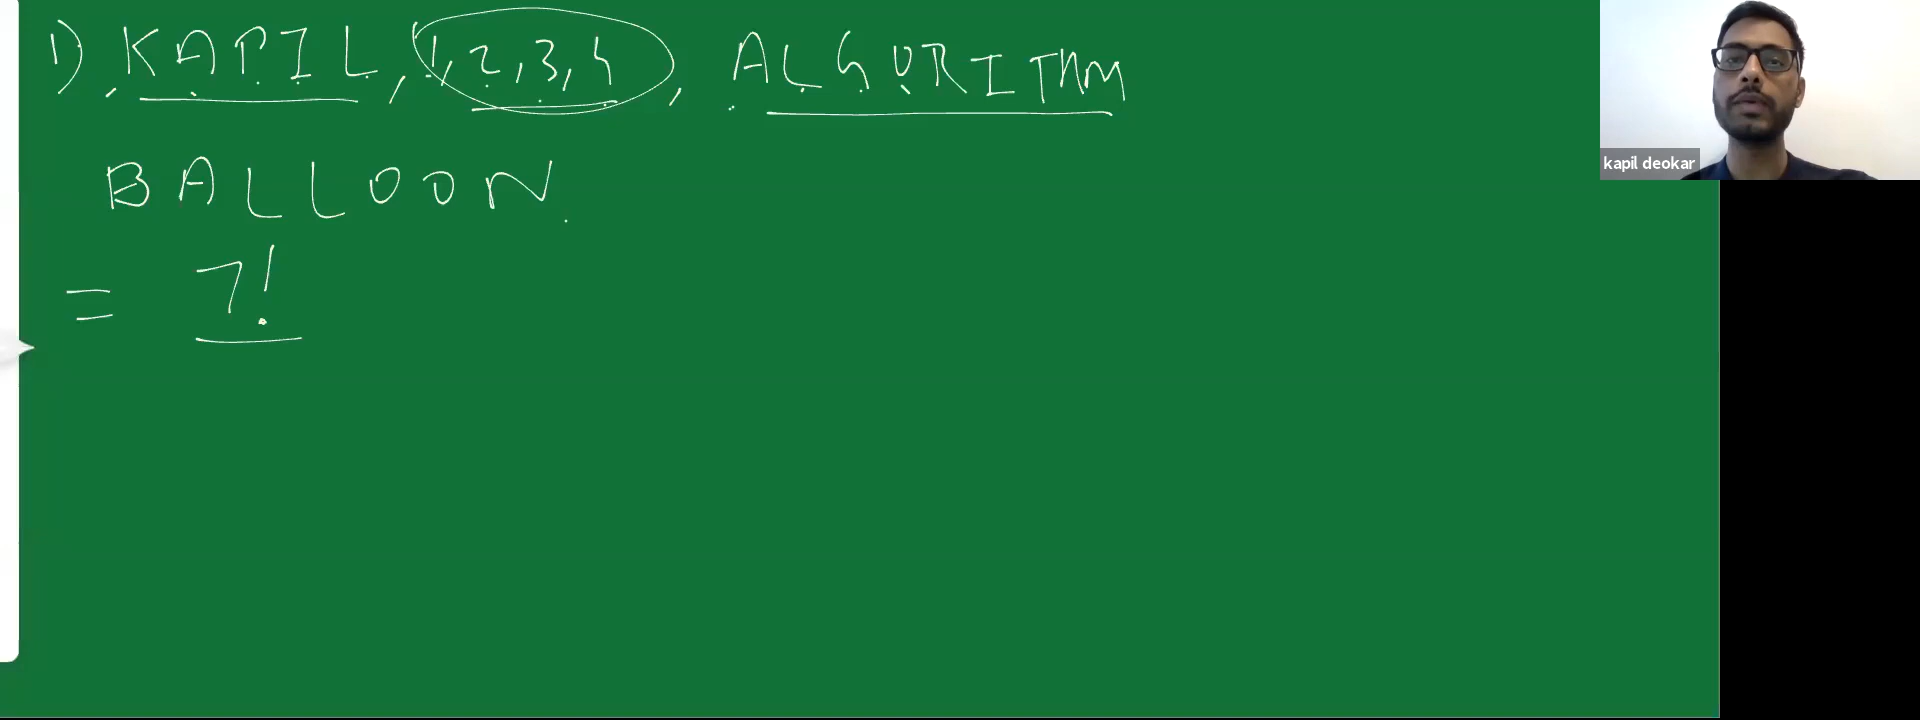 1) KAPIL, 1, 2, 3, 4, ALGORITHM
kapil deokar
BALLOON
= 7!